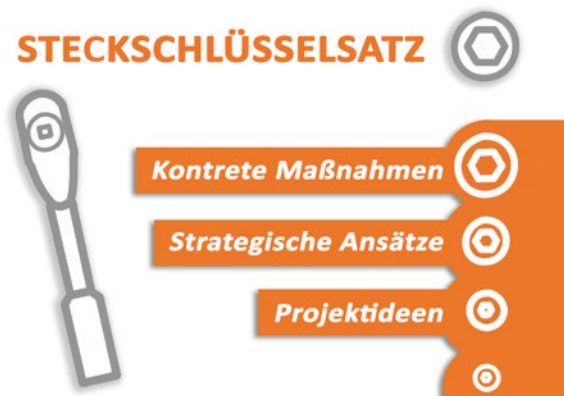 STECKSCHLÜSSELSATZ
Kontrete Maßnahmen
Strategische Ansätze
Projektideen